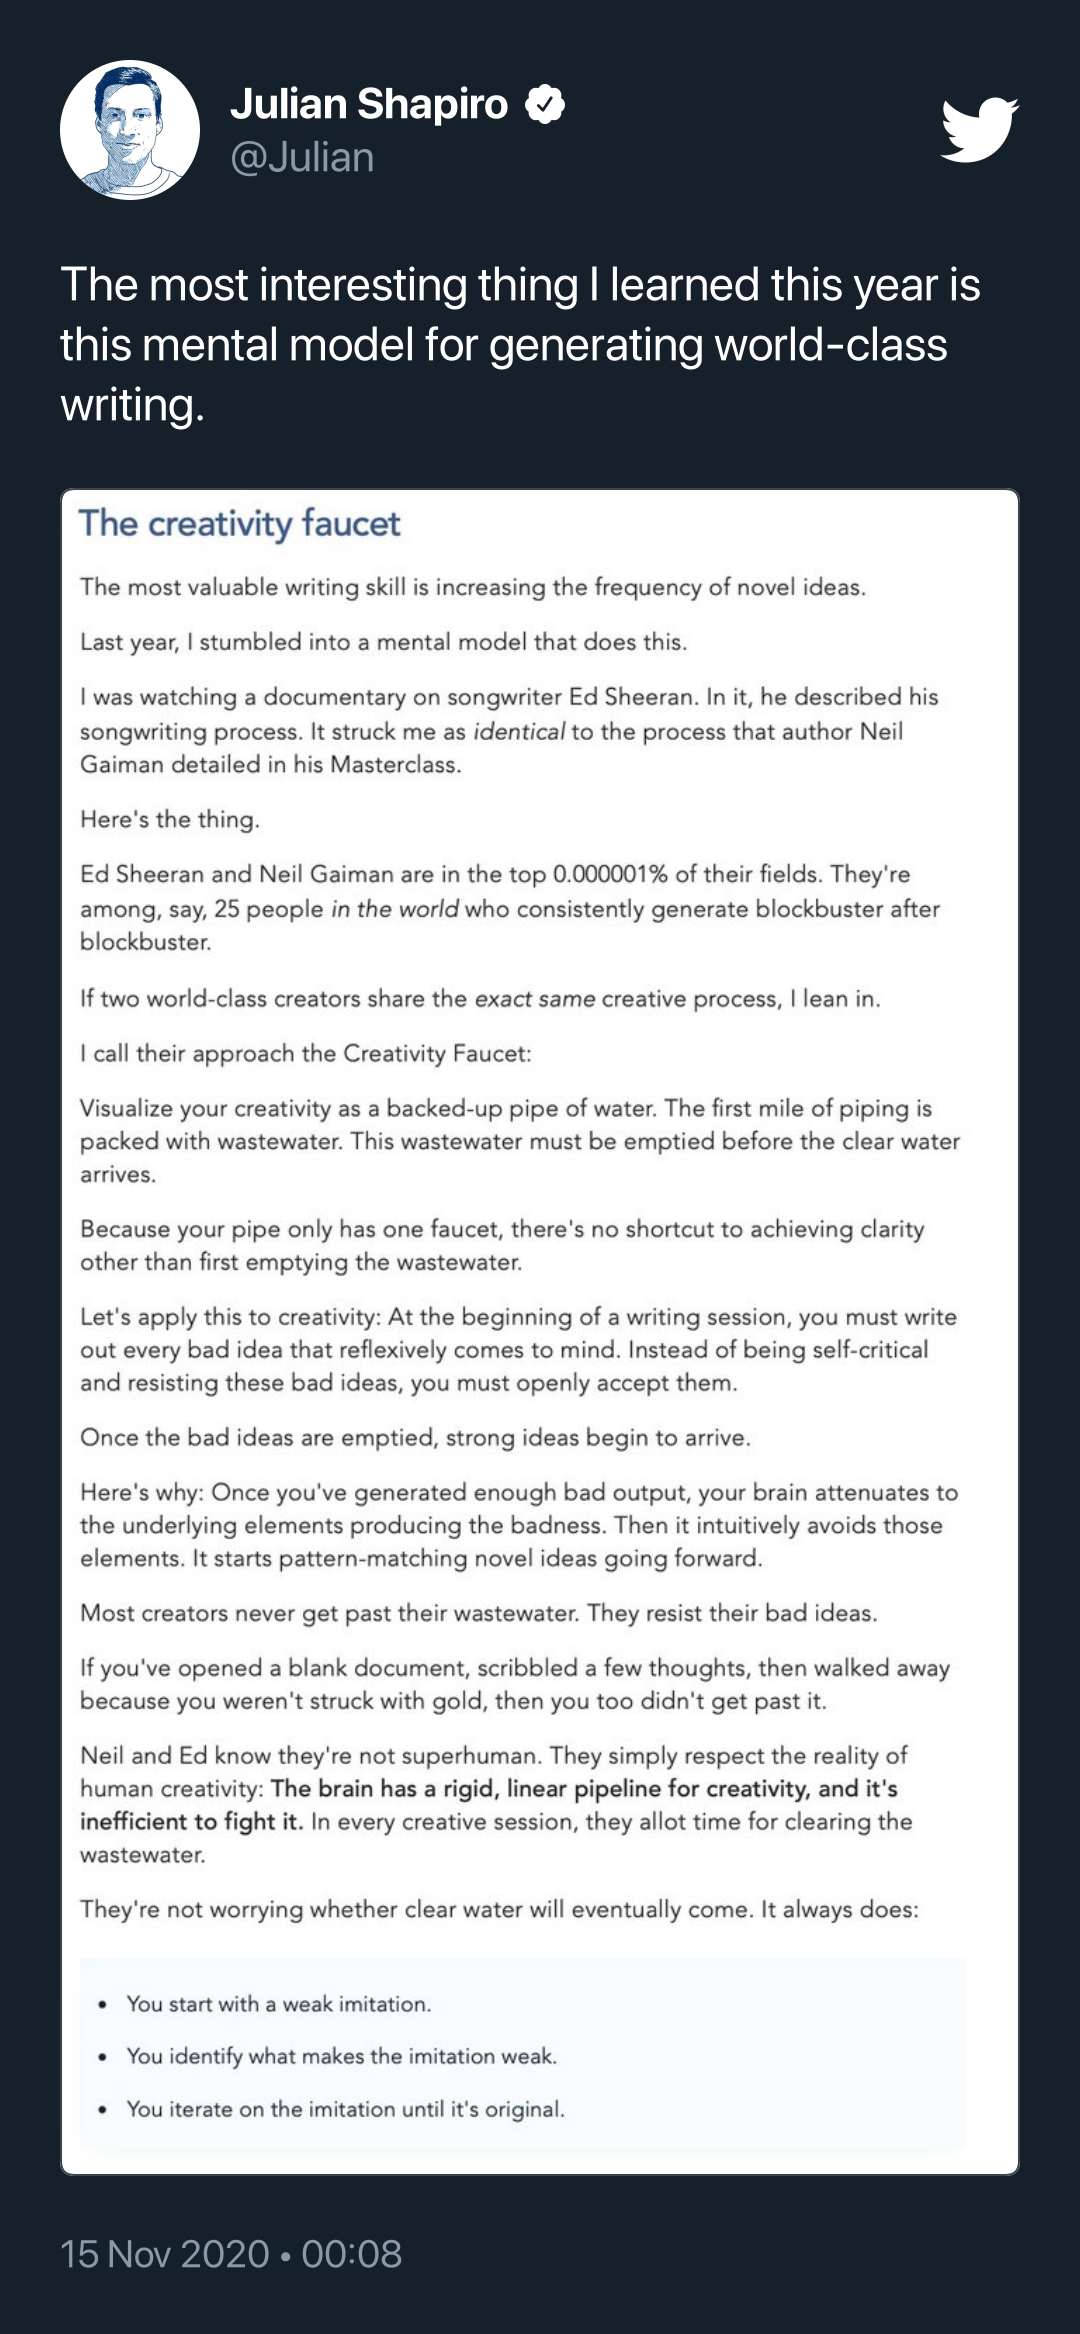 Julian Shapiro
@Julian
The most interesting thing I learned this year is
this mental model for generating world-class
writing.
The creativity faucet
The most valuable writing skill is increasing the frequency of novel ideas.
Last year, I stumbled into a mental model that does this.
I was watching a documentary on songwriter Ed Sheeran. In it, he described his
songwriting process. It struck me as identical to the process that author Neil
Gaiman detailed in his Masterclass.
Here's the thing.
Ed Sheeran and Neil Gaiman are in the top 0.000001% of their fields. They're
among, say, 25 people in the world who consistently generate blockbuster after
blockbuster.
If two world-class creators share the exact same creative process, I lean in.
I call their approach the Creativity Faucet:
Visualize your creativity as a backed-up pipe of water. The first mile of piping is
packed with wastewater. This wastewater must be emptied before the clear water
arrives.
Because your pipe only has one faucet, there's no shortcut to achieving clarity
other than first emptying the wastewater.
Let's apply this to creativity: At the beginning of a writing session, you must write
out every bad idea that reflexively comes to mind. Instead of being self-critical
and resisting these bad ideas, you must openly accept them.
Once the bad ideas are emptied, strong ideas begin to arrive.
Here's why: Once you've generated enough bad output, your brain attenuates to
the underlying elements producing the badness. Then it intuitively avoids those
elements. It starts pattern-matching novel ideas going forward.
Most creators never get past their wastewater. They resist their bad ideas.
If you've opened a blank document, scribbled a few thoughts, then walked away
because you weren't struck with gold, then you too didn't get past it.
Neil and Ed know they're not superhuman. They simply respect the reality of
human creativity: The brain has a rigid, linear pipeline for creativity, and it's
inefficient to fight it. In every creative session, they allot time for clearing the
wastewater.
They're not worrying whether clear water will eventually come. It always does:
• You start with a weak imitation.
• You identify what makes the imitation weak.
• You iterate on the imitation until it's original.
15 Nov 2020 • 00:08